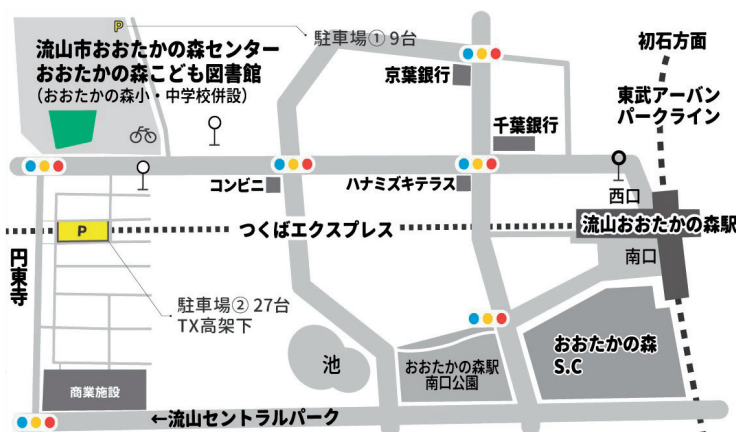 P
駐車場① 9台
流山市おおたかの森センター
おおたかの森こども図書館
(おおたかの森小・中学校併設)
京葉銀行
千葉銀行
初石方面
東武アーバン
パークライン
コンビニ
ハナミズキテラス
西口
P
つくばエクスプレス
流山おおたかの森駅
南口
円東寺
駐車場② 27台
TX高架下
池
おおたかの森駅
南口公園
おおたかの森
S.C
商業施設
←流山セントラルパーク